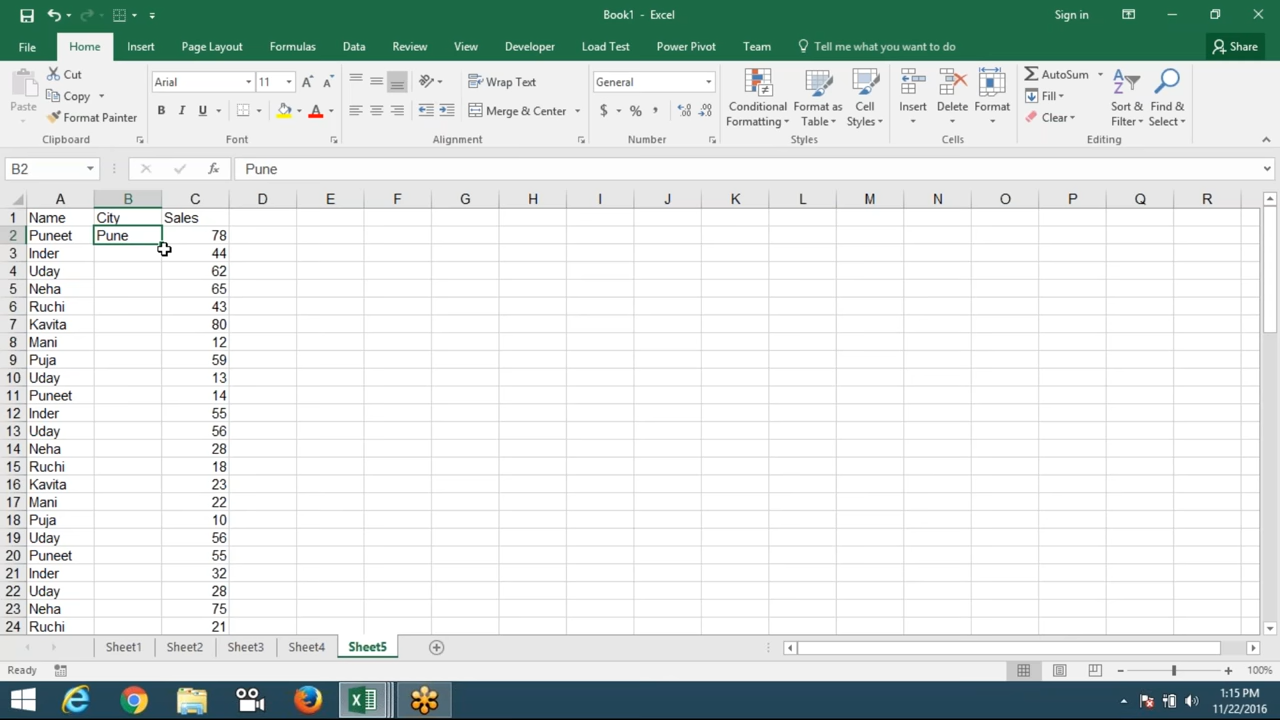 Book1 - Excel
Sign in
File Home Insert Page Layout Formulas Data Review View Developer Load Test Power Pivot Team Tell me what you want to do Share
Paste
Cut
Copy
Format Painter
Clipboard
Arial 11
B I U A
Font
Wrap Text
Merge & Center
Alignment
General
$ % ,
Number
Conditional Formatting
Format as Table
Cell Styles
Styles
Insert Delete Format
Cells
AutoSum
Fill
Clear
Sort & Filter
Find & Select
Editing
B2 fx Pune
A B C D E F G H I J K L M N O P Q R
1 Name City Sales
2 Puneet Pune 78
3 Inder 44
4 Uday 62
5 Neha 65
6 Ruchi 43
7 Kavita 80
8 Mani 12
9 Puja 59
10 Uday 13
11 Puneet 14
12 Inder 55
13 Uday 56
14 Neha 28
15 Ruchi 18
16 Kavita 23
17 Mani 22
18 Puja 10
19 Uday 56
20 Puneet 55
21 Inder 32
22 Uday 28
23 Neha 75
24 Ruchi 21
Sheet1 Sheet2 Sheet3 Sheet4 Sheet5
Ready 100%
1:15 PM
11/22/2016